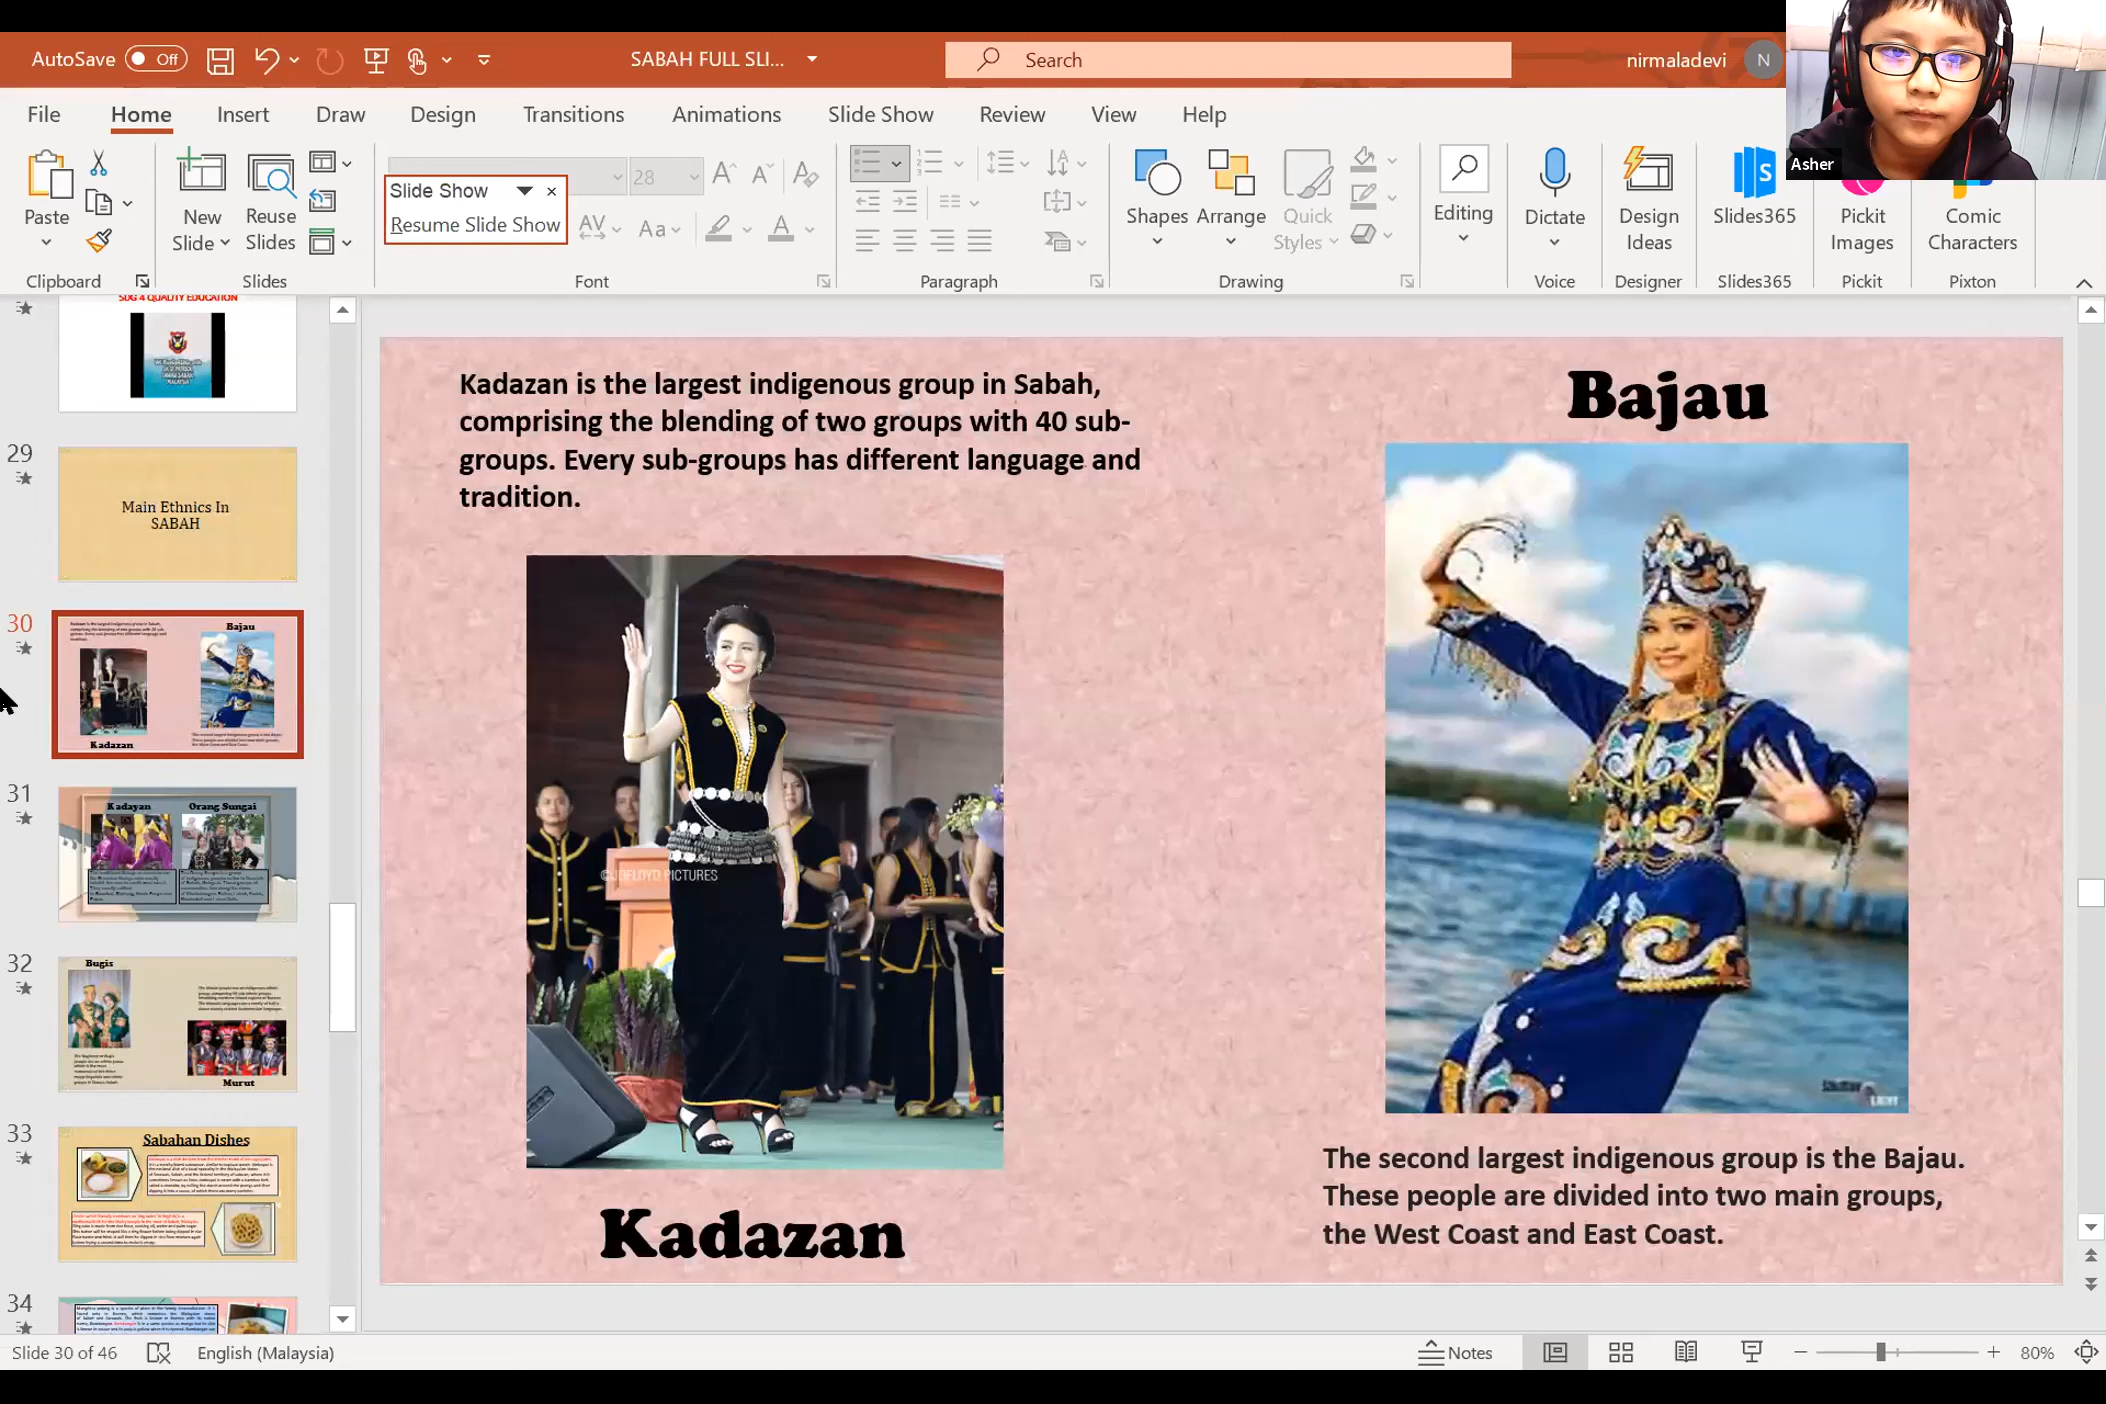 AutoSave Off SABAH FULL SLI... Search nirmaladevi N
File Home Insert Draw Design Transitions Animations Slide Show Review View Help
Asher
Slide Show
Resume Slide Show
28
Paste
New Slide
Reuse Slides
Shapes
Arrange
Quick Styles
Editing
Dictate
Design Ideas
Slides365
Pickit Images
Comic Characters
Clipboard Slides Font Paragraph Drawing Voice Designer Slides365 Pickit Pixton
SDG 4 QUALITY EDUCATION
29
Main Ethnics In
SABAH
30
Bajau
Kadazan
31
Kadayan Orang Sungai
32
Bugis
Murut
33
Sabahan Dishes
34
Kadazan is the largest indigenous group in Sabah,
comprising the blending of two groups with 40 sub-
groups. Every sub-groups has different language and
tradition.
©JOFLOYD PICTURES
Kadazan
Bajau
The second largest indigenous group is the Bajau.
These people are divided into two main groups,
the West Coast and East Coast.
Slide 30 of 46 English (Malaysia) Notes 80%